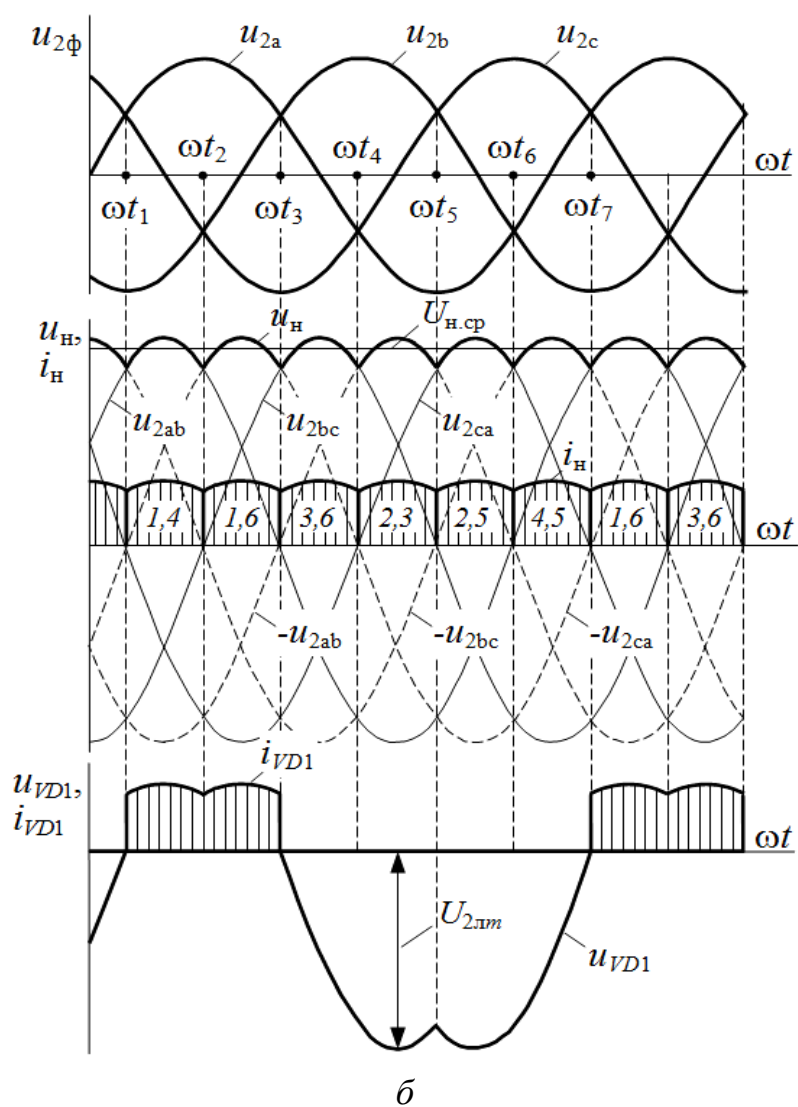 u2ф u2a u2b u2c
ωt2 ωt4 ωt6 ωt
ωt1 ωt3 ωt5 ωt7
uн, uн Uн.ср
iн
u2ab u2bc u2ca
iн
1,4 1,6 3,6 2,3 2,5 4,5 1,6 3,6 ωt
-u2ab -u2bc -u2ca
iVD1
uVD1,
iVD1
ωt
U2лm
uVD1
б